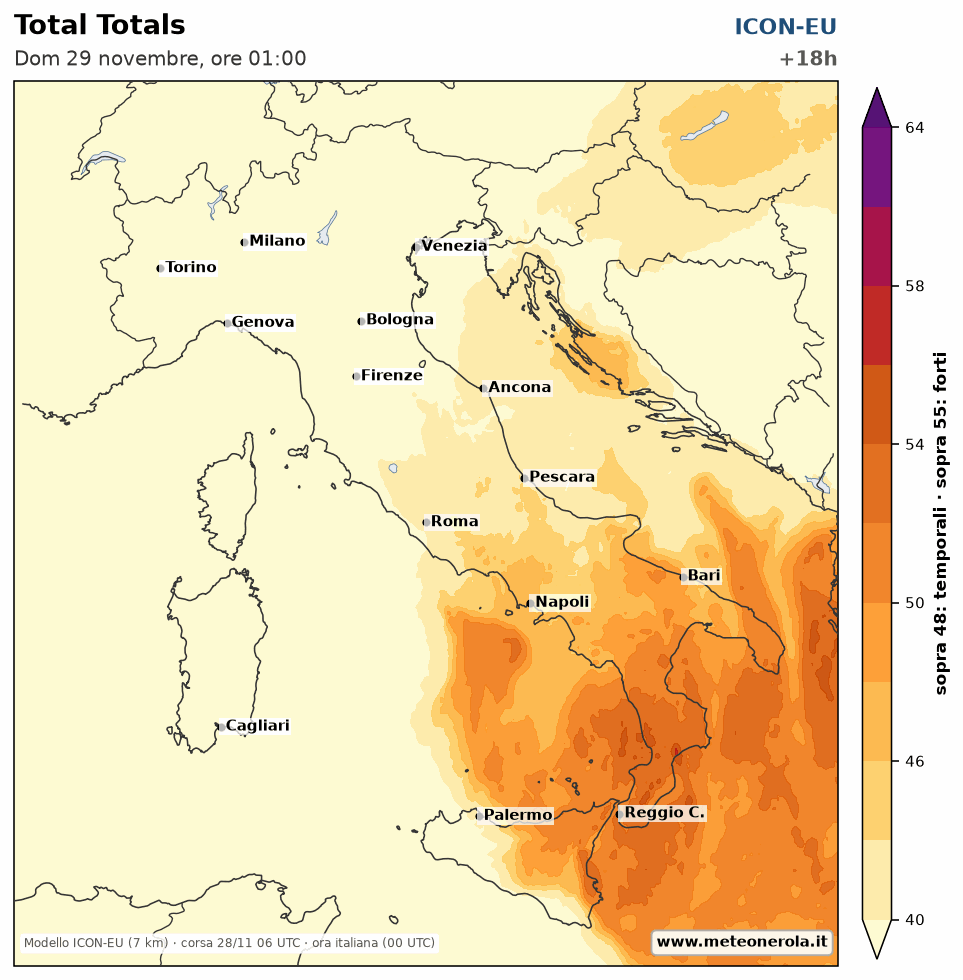 Total Totals
ICON-EU
Dom 29 novembre, ore 01:00
+18h
64
58
54
50
46
40
sopra 48: temporali · sopra 55: forti
Milano
Venezia
Torino
Genova
Bologna
Firenze
Ancona
Pescara
Roma
Bari
Napoli
Cagliari
Palermo
Reggio C.
Modello ICON-EU (7 km) · corsa 28/11 06 UTC · ora italiana (00 UTC)
www.meteonerola.it